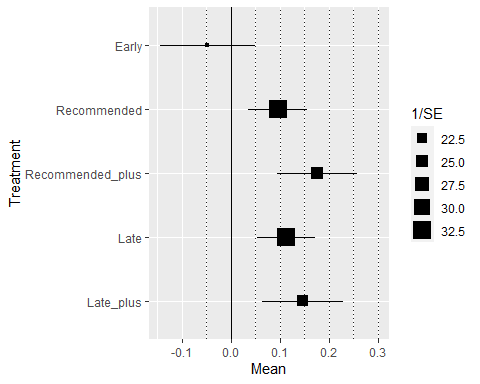 Treatment
Early
Recommended
Recommended_plus
Late
Late_plus
-0.1
0.0
0.1
0.2
0.3
Mean
1/SE
22.5
25.0
27.5
30.0
32.5